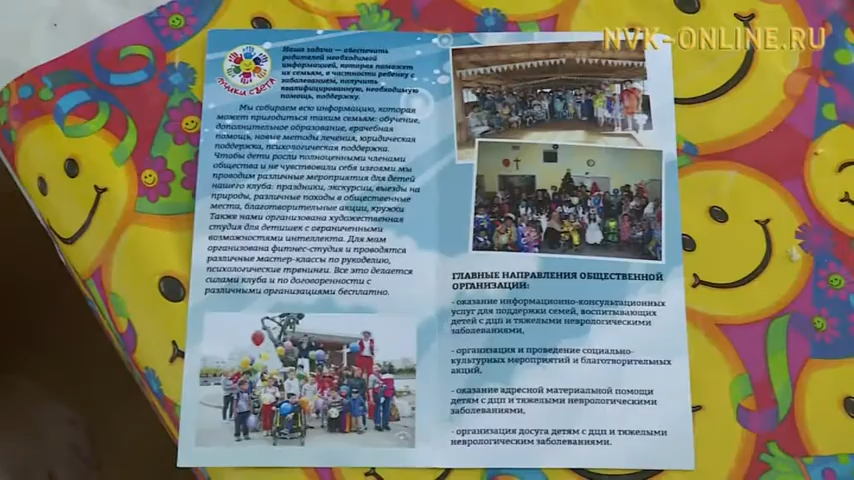 NVK-ONLINE.RU
ЛУЧИКИ СВЕТА
Наша задача — обеспечить
родителей необходимой
информацией, которая поможет
их семьям, в частности ребенку с
заболеванием, получить
квалифицированную, необходимую
помощь, поддержку.
Мы собираем всю информацию, которая
может пригодиться таким семьям: обучение,
дополнительное образование, врачебная
помощь, новые методы лечения, юридическая
поддержка, психологическая поддержка.
Чтобы дети росли полноценными членами
общества и не чувствовали себя изгоями мы
проводим различные мероприятия для детей
нашего клуба: праздники, экскурсии, выезды на
природы, различные походы в общественные
места, благотворительные акции, кружки
Также нами организована художественная
студия для детишек с ограниченными
возможностями интеллекта. Для мам
организована фитнес-студия и проводятся
различные мастер-классы по рукоделию,
психологические тренинги. Все это делается
силами клуба и по договоренности с
различными организациями бесплатно.
ГЛАВНЫЕ НАПРАВЛЕНИЯ ОБЩЕСТВЕННОЙ
ОРГАНИЗАЦИИ:
- оказание информационно-консультационных
услуг для поддержки семей, воспитывающих
детей с дцп и тяжелыми неврологическими
заболеваниями,
- организация и проведение социально-
культурных мероприятий и благотворительных
акций,
- оказание адресной материальной помощи
детям с дцп и тяжелыми неврологическими
заболеваниями,
- организация досуга детям с дцп и тяжелыми
неврологическим заболеваниями.